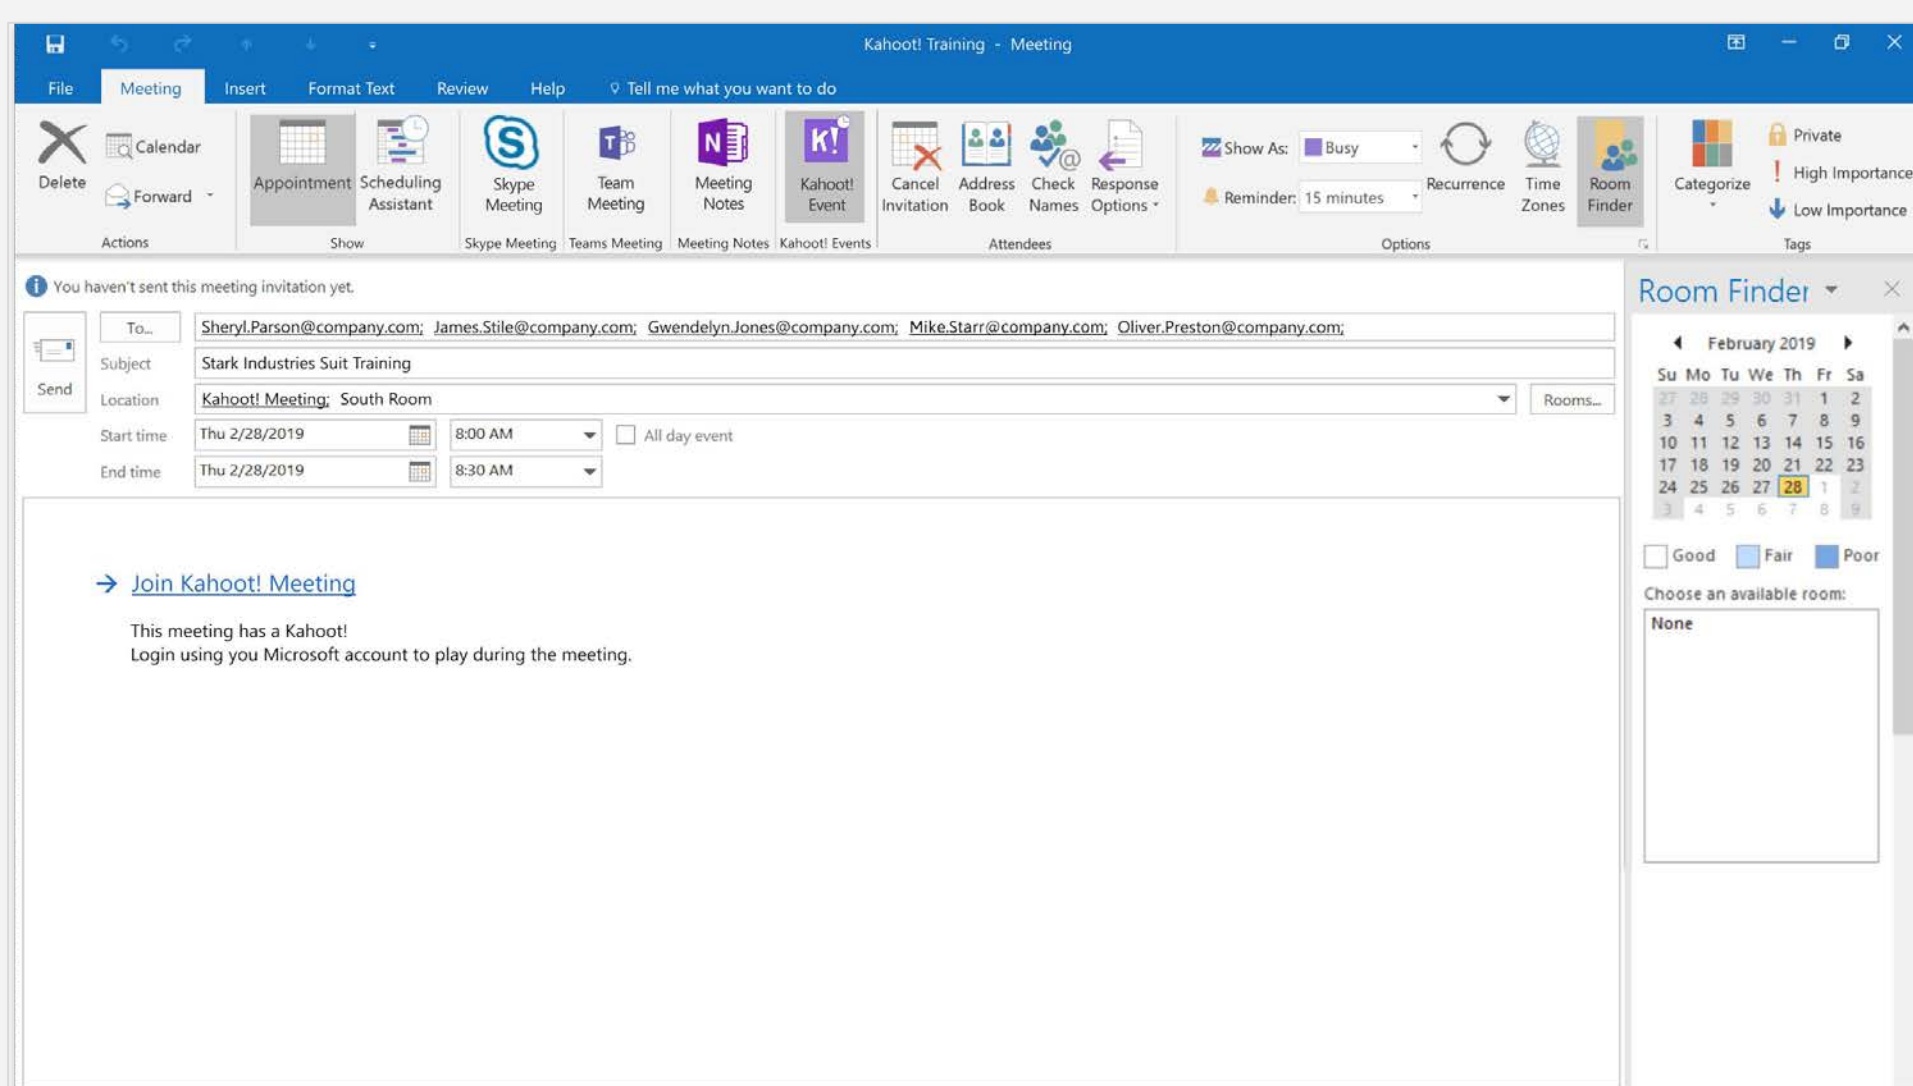 Kahoot! Training - Meeting
File Meeting Insert Format Text Review Help Tell me what you want to do
Delete
Calendar
Forward
Actions
Appointment
Scheduling
Assistant
Show
Skype
Meeting
Skype Meeting
Team
Meeting
Teams Meeting
Meeting
Notes
Meeting Notes
K!
Kahoot!
Event
Kahoot! Events
Cancel
Invitation
Address
Book
Check
Names
Response
Options
Attendees
Show As: Busy
Reminder: 15 minutes
Recurrence
Time
Zones
Room
Finder
Options
Categorize
Private
High Importance
Low Importance
Tags
You haven't sent this meeting invitation yet.
Send
To... Sheryl.Parson@company.com; James.Stile@company.com; Gwendelyn.Jones@company.com; Mike.Starr@company.com; Oliver.Preston@company.com;
Subject Stark Industries Suit Training
Location Kahoot! Meeting; South Room Rooms...
Start time Thu 2/28/2019 8:00 AM All day event
End time Thu 2/28/2019 8:30 AM
→ Join Kahoot! Meeting
This meeting has a Kahoot!
Login using you Microsoft account to play during the meeting.
Room Finder
February 2019
Su Mo Tu We Th Fr Sa
27 28 29 30 31 1 2
3 4 5 6 7 8 9
10 11 12 13 14 15 16
17 18 19 20 21 22 23
24 25 26 27 28 1 2
3 4 5 6 7 8 9
Good Fair Poor
Choose an available room:
None